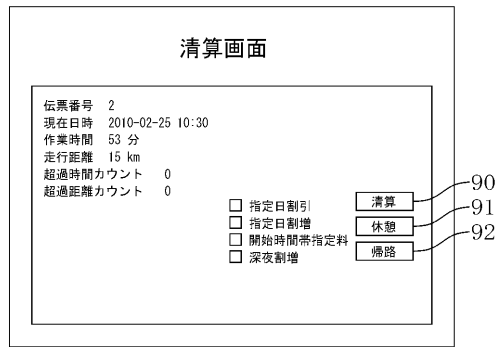 清算画面
伝票番号 2
現在日時 2010-02-25 10:30
作業時間 53 分
走行距離 15 km
超過時間カウント 0
超過距離カウント 0
□ 指定日割引
□ 指定日割増
□ 開始時間帯指定料
□ 深夜割増
清算
休憩
帰路
90
91
92